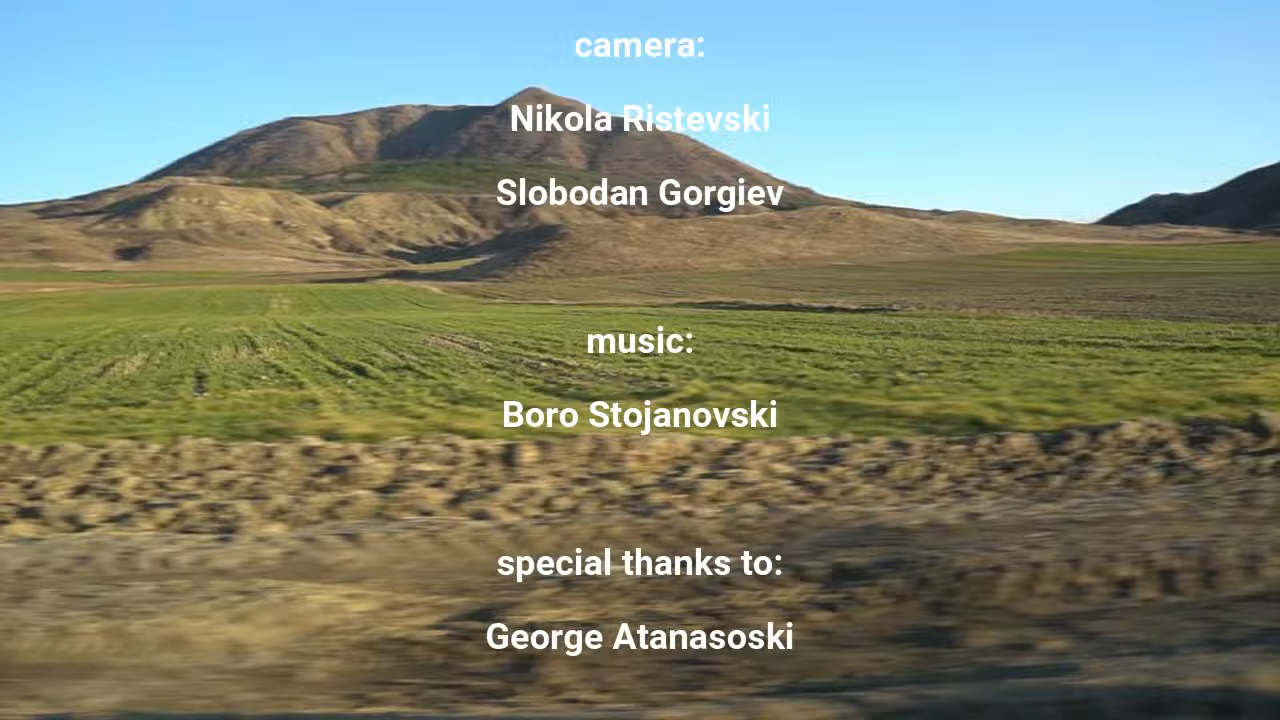 camera:
Nikola Ristevski
Slobodan Gorgiev
music:
Boro Stojanovski
special thanks to:
George Atanasoski